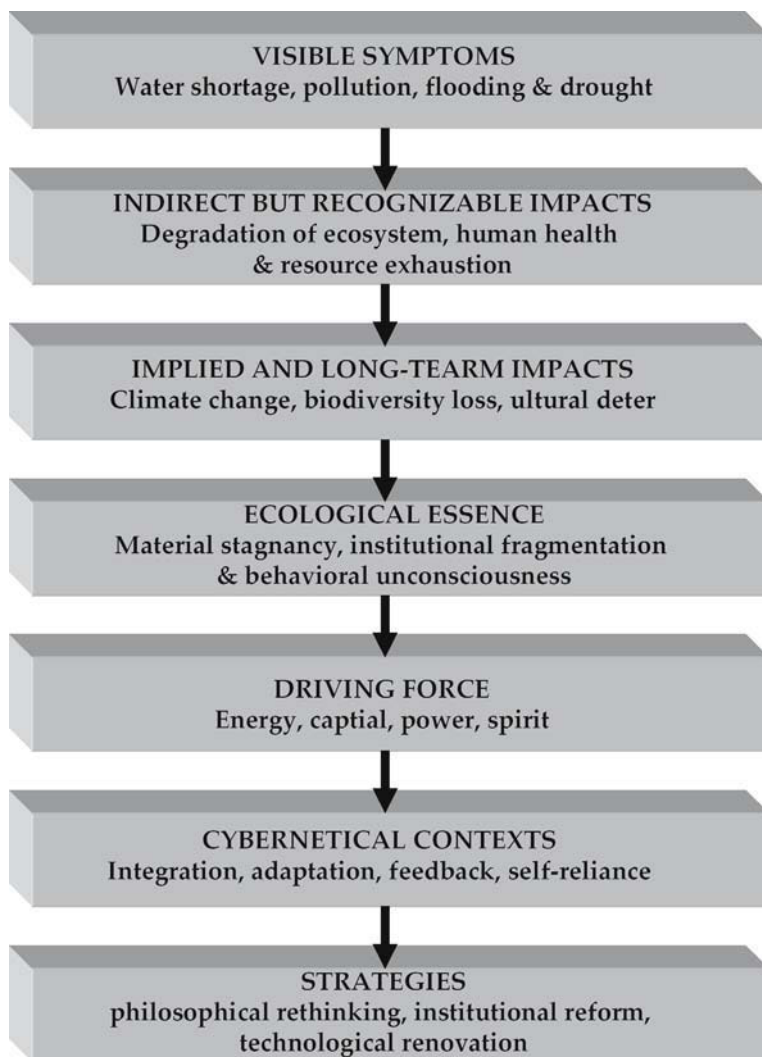 VISIBLE SYMPTOMS
Water shortage, pollution, flooding & drought
INDIRECT BUT RECOGNIZABLE IMPACTS
Degradation of ecosystem, human health
& resource exhaustion
IMPLIED AND LONG-TEARM IMPACTS
Climate change, biodiversity loss, ultural deter
ECOLOGICAL ESSENCE
Material stagnancy, institutional fragmentation
& behavioral unconsciousness
DRIVING FORCE
Energy, captial, power, spirit
CYBERNETICAL CONTEXTS
Integration, adaptation, feedback, self-reliance
STRATEGIES
philosophical rethinking, institutional reform,
technological renovation